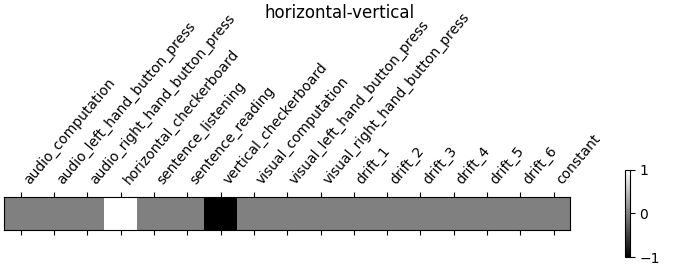 horizontal-vertical
audio_computation
audio_left_hand_button_press
audio_right_hand_button_press
horizontal_checkerboard
sentence_listening
sentence_reading
vertical_checkerboard
visual_computation
visual_left_hand_button_press
visual_right_hand_button_press
drift_1
drift_2
drift_3
drift_4
drift_5
drift_6
constant
1
0
−1